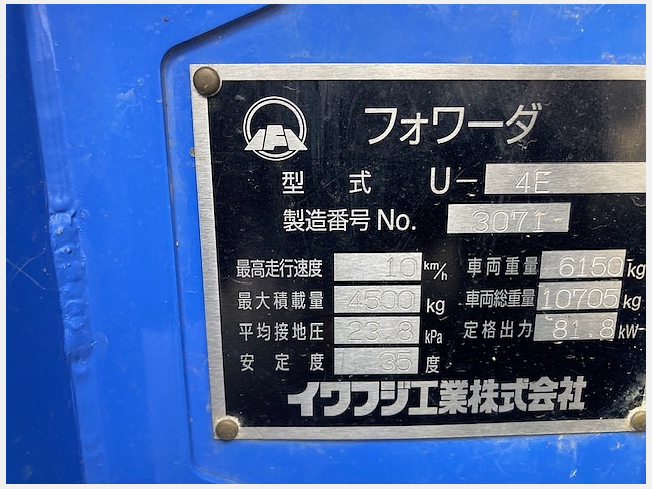 フォワーダ
型式 U-4E
製造番号 No. 3071
最高走行速度 10 km/h 車両重量 6150 kg
最大積載量 4500 kg 車両総重量 10705 kg
平均接地圧 23.8 kPa 定格出力 81.8 kW
安定度 35 度
イワフジ工業株式会社